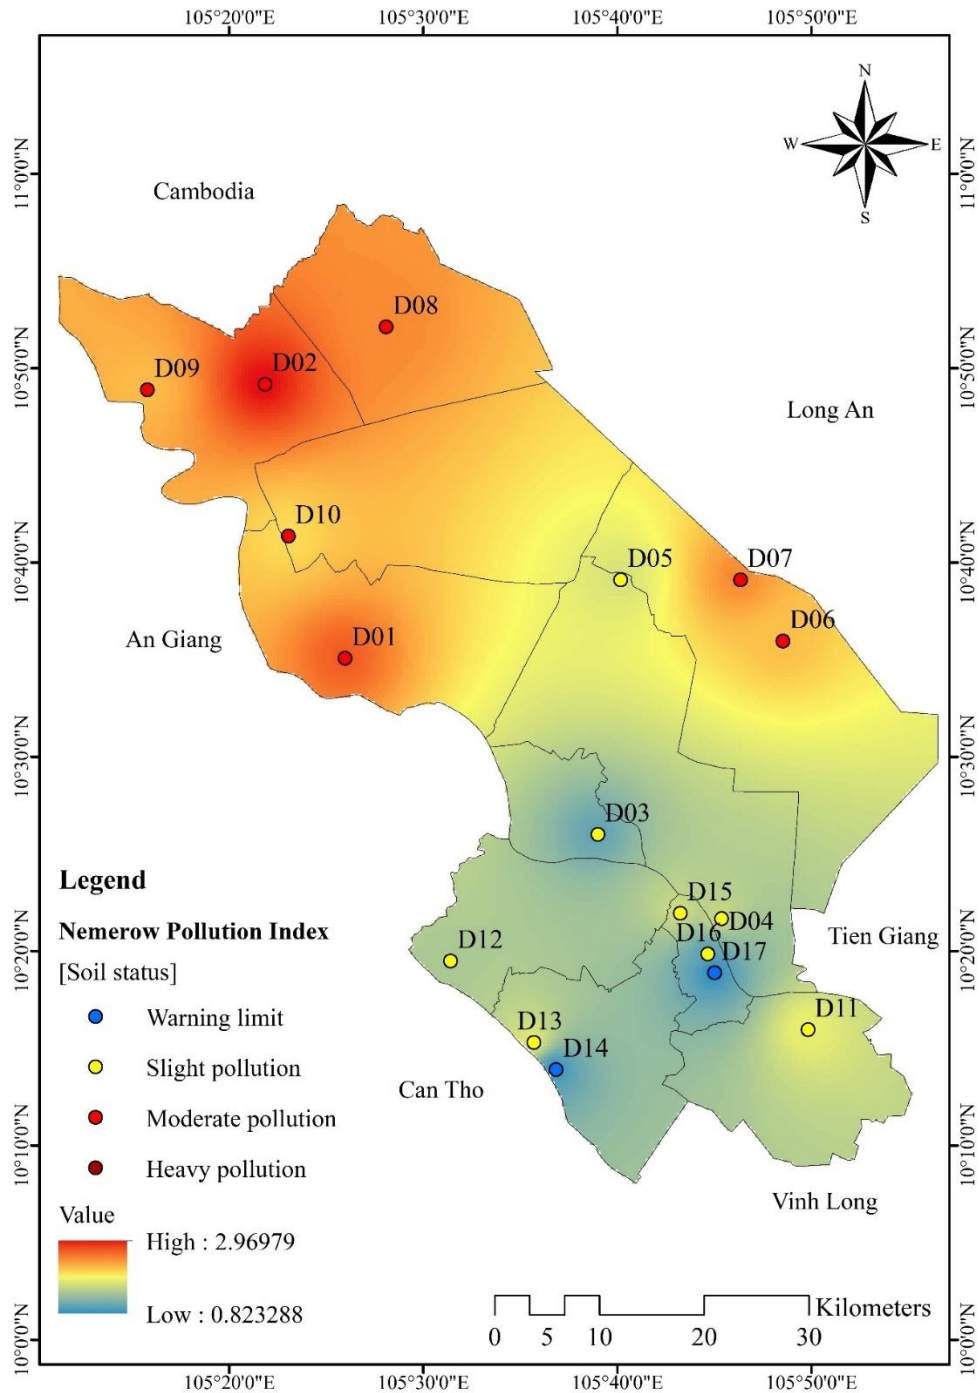 105°20'0"E 105°30'0"E 105°40'0"E 105°50'0"E
N
W E
S
11°0'0"N 11°0'0"N
Cambodia
D08
D02
D09
10°50'0"N 10°50'0"N
Long An
D10
D05 D07
10°40'0"N 10°40'0"N
D06
An Giang D01
10°30'0"N 10°30'0"N
D03
Legend
D15
D04
Nemerow Pollution Index
D16
Tien Giang
D12 D17
10°20'0"N 10°20'0"N
[Soil status]
D11
Warning limit
D13
D14
Slight pollution
Can Tho
Moderate pollution
10°10'0"N 10°10'0"N
Heavy pollution
Vinh Long
Value
High : 2.96979
Low : 0.823288
Kilometers
0 5 10 20 30
10°0'0"N 10°0'0"N
105°20'0"E 105°30'0"E 105°40'0"E 105°50'0"E